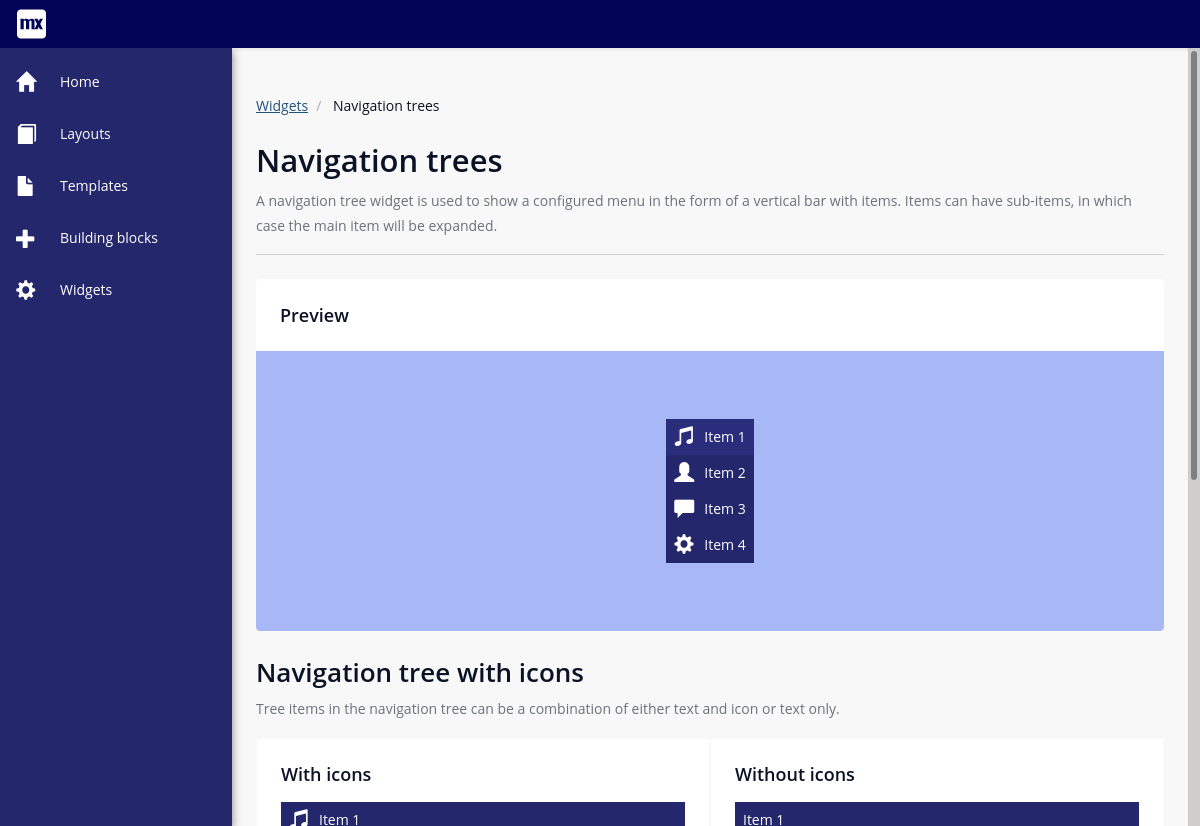 mx
Home
Layouts
Templates
Building blocks
Widgets
Widgets / Navigation trees
Navigation trees
A navigation tree widget is used to show a configured menu in the form of a vertical bar with items. Items can have sub-items, in which
case the main item will be expanded.
Preview
Item 1
Item 2
Item 3
Item 4
Navigation tree with icons
Tree items in the navigation tree can be a combination of either text and icon or text only.
With icons
Item 1
Without icons
Item 1